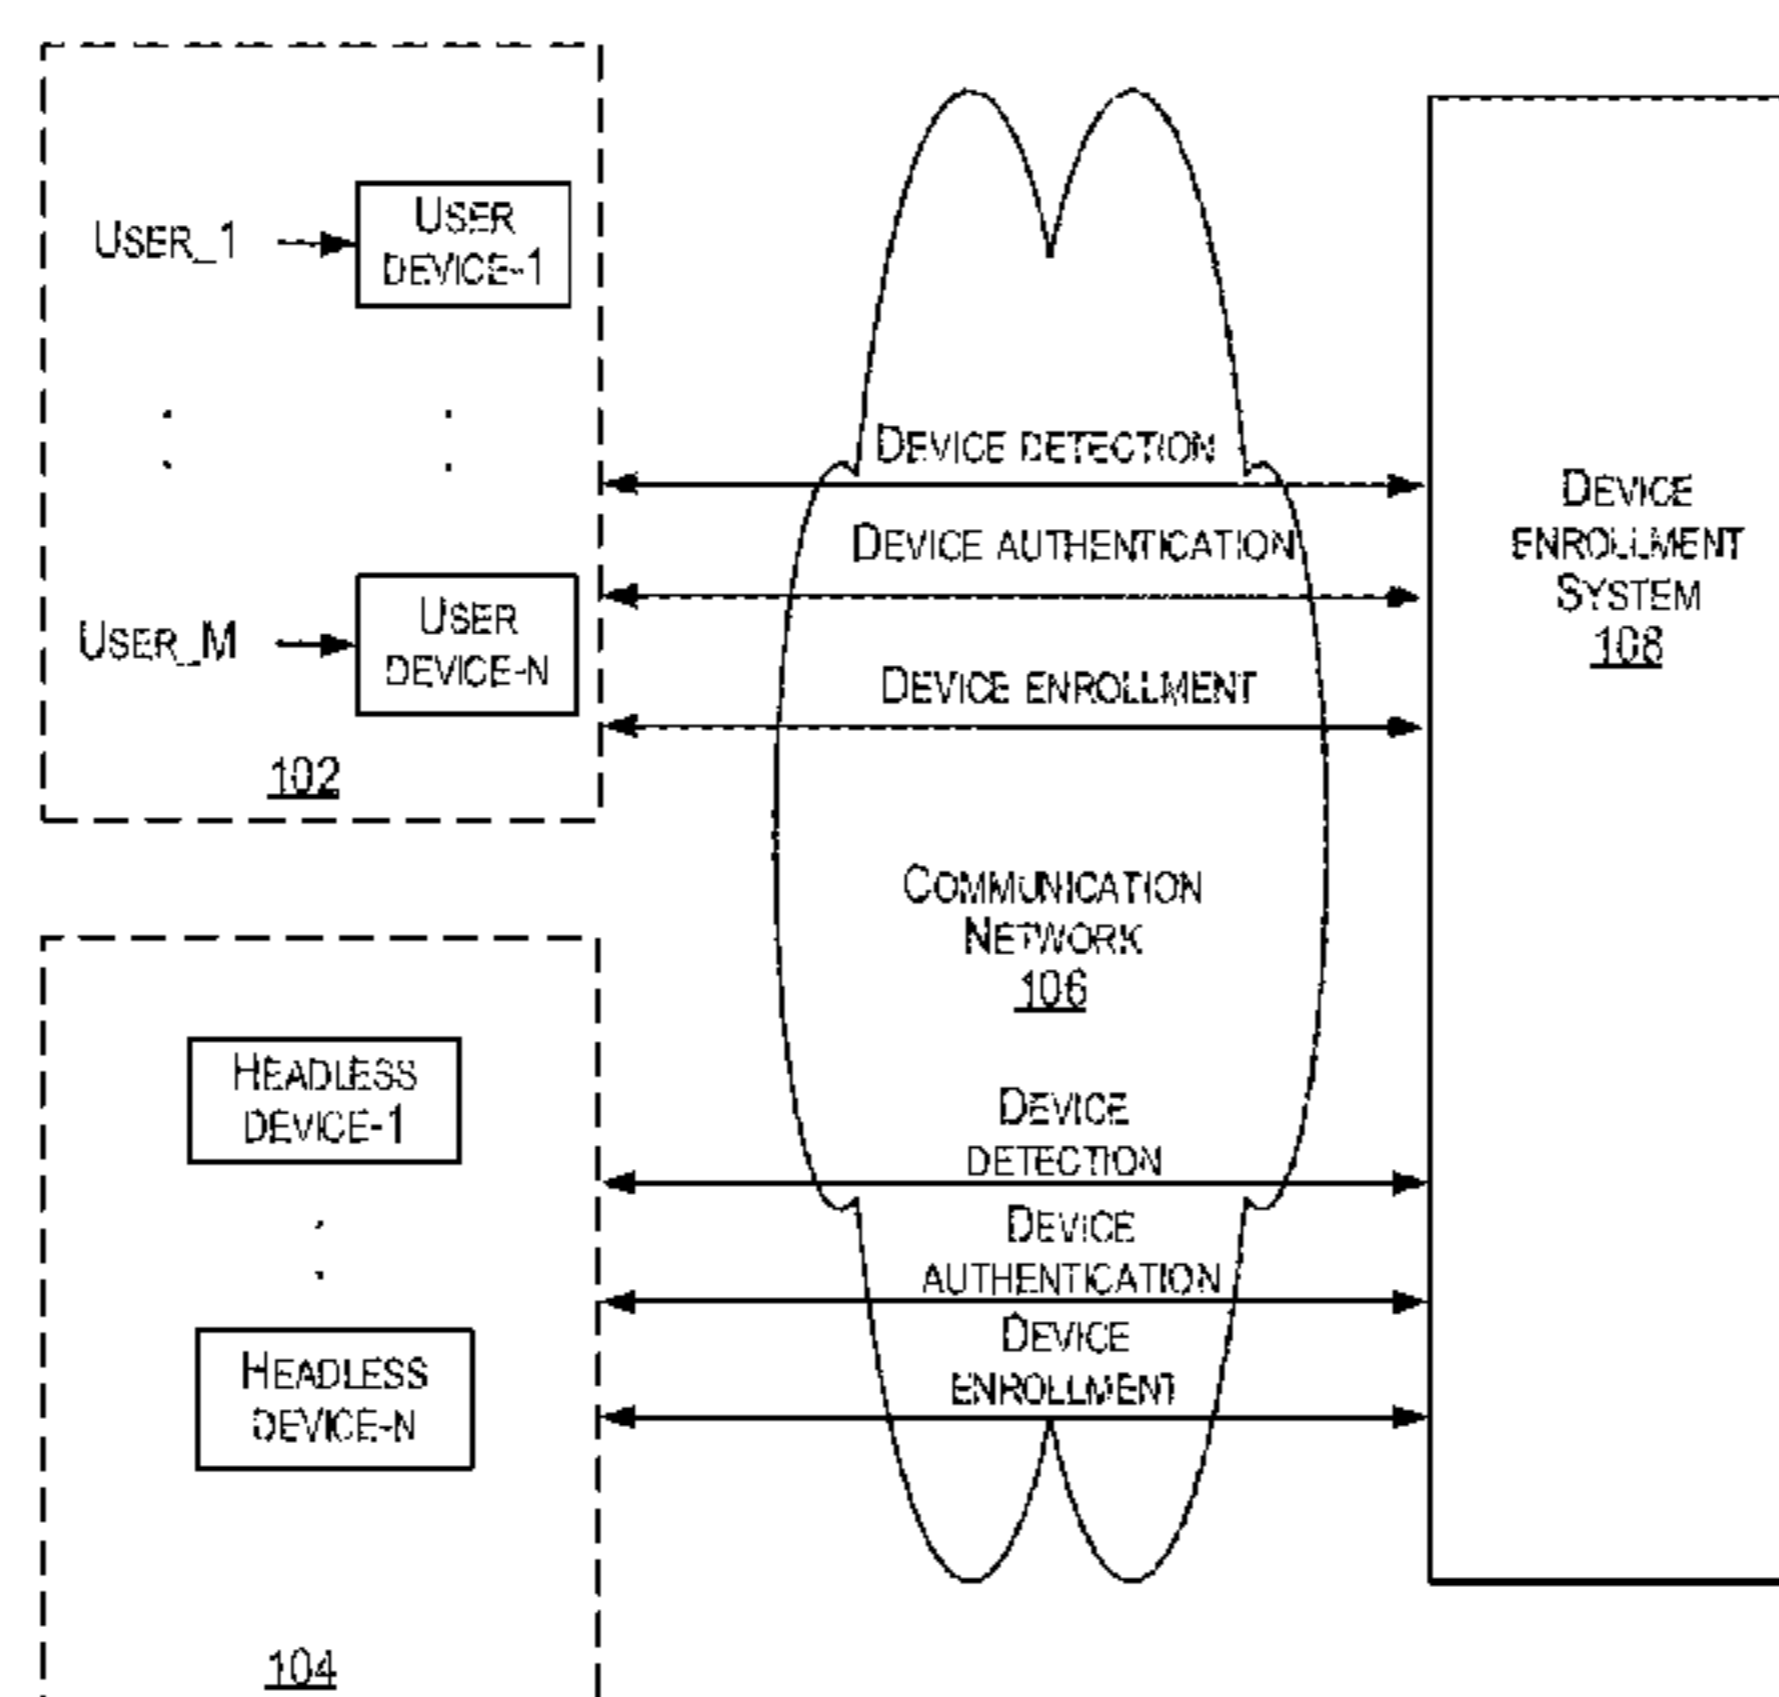 USER_1
USER
DEVICE-1
USER_M
USER
DEVICE-N
102
DEVICE DETECTION
DEVICE AUTHENTICATION
DEVICE ENROLLMENT
COMMUNICATION
NETWORK
106
DEVICE
ENROLLMENT
SYSTEM
108
HEADLESS
DEVICE-1
HEADLESS
DEVICE-N
104
DEVICE
DETECTION
DEVICE
AUTHENTICATION
DEVICE
ENROLLMENT